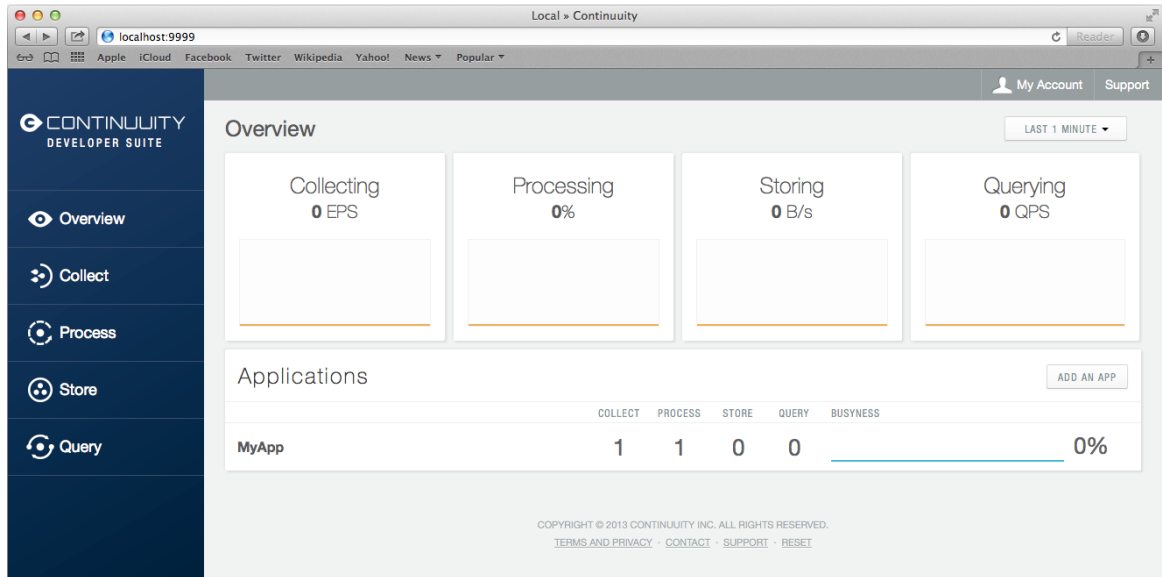 Local » Continuuity
localhost:9999
Reader
Apple iCloud Facebook Twitter Wikipedia Yahoo! News Popular
My Account Support
CONTINUUITY
DEVELOPER SUITE
Overview
Collect
Process
Store
Query
Overview
LAST 1 MINUTE
Collecting
0 EPS
Processing
0%
Storing
0 B/s
Querying
0 QPS
Applications
ADD AN APP
COLLECT PROCESS STORE QUERY BUSYNESS
MyApp 1 1 0 0 0%
COPYRIGHT © 2013 CONTINUUITY INC. ALL RIGHTS RESERVED.
TERMS AND PRIVACY · CONTACT · SUPPORT · RESET